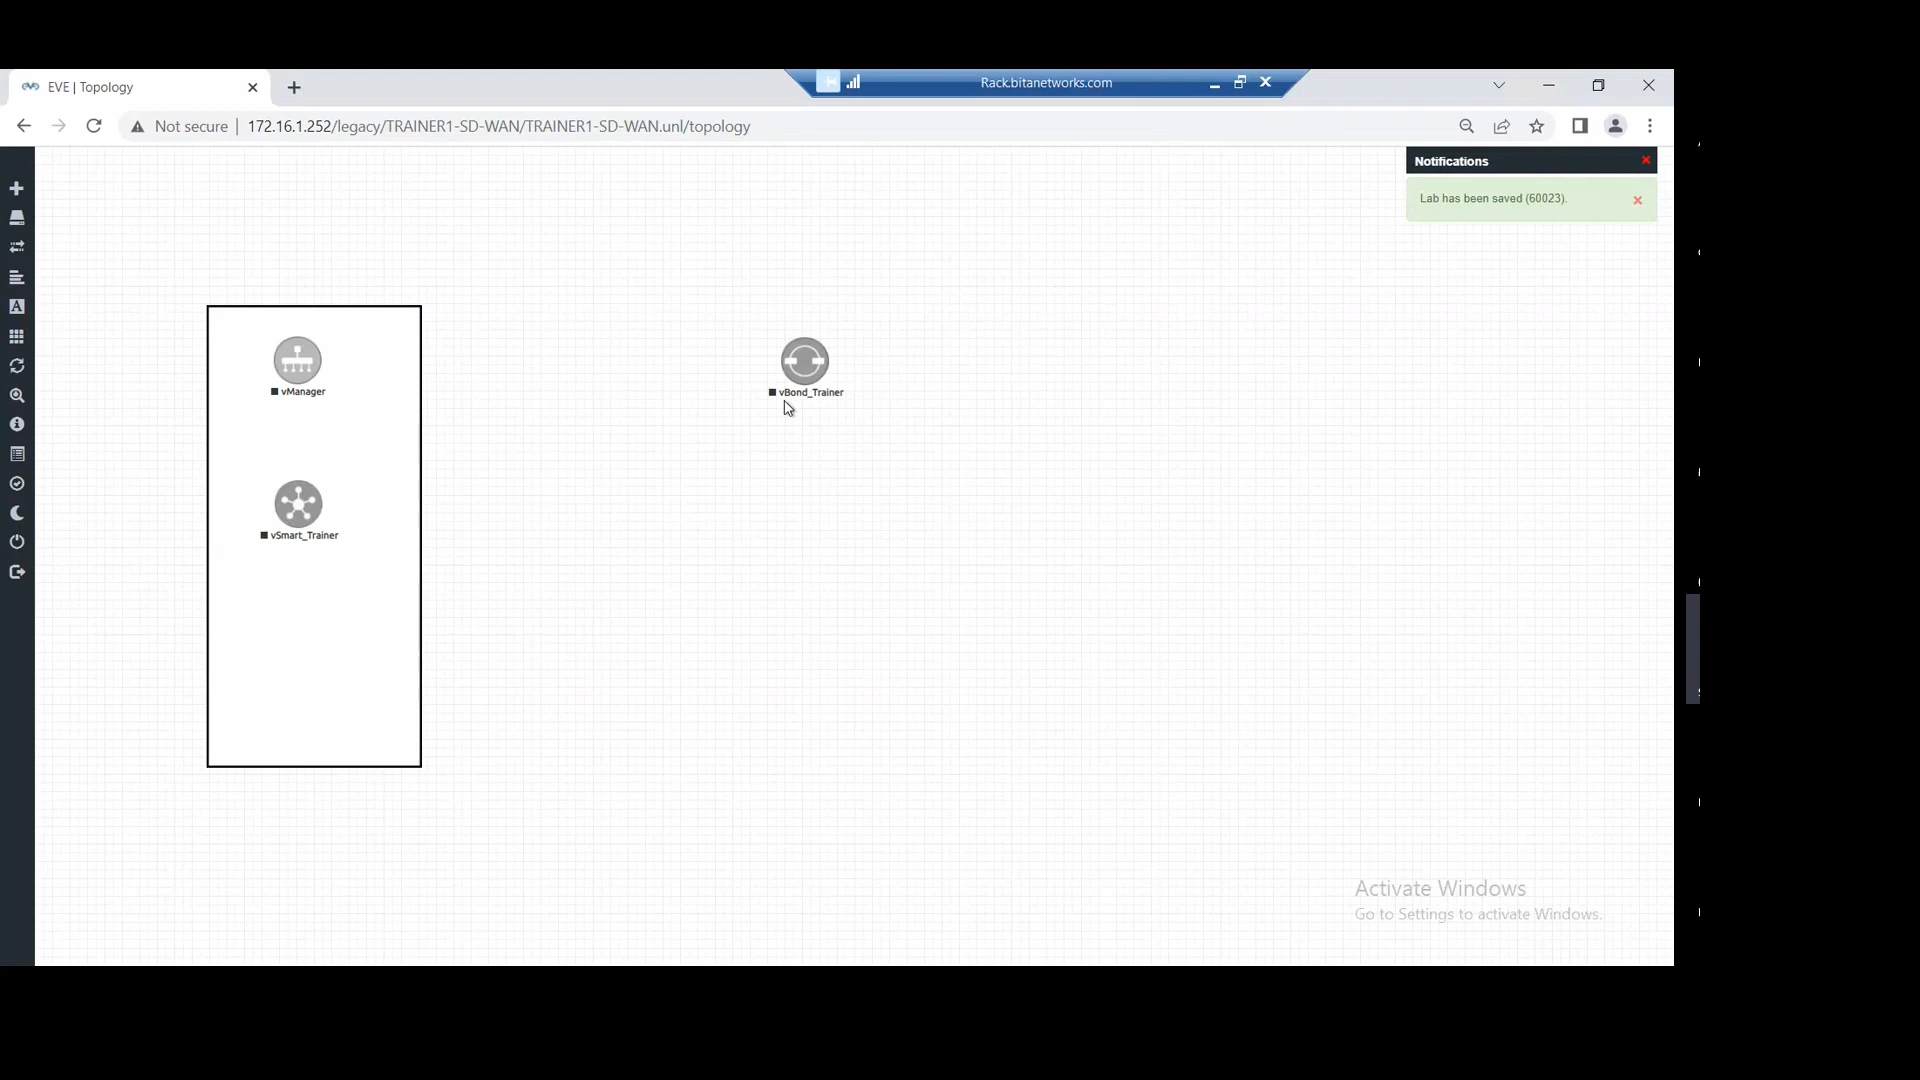 EVE | Topology
Rack.bitanetworks.com
Not secure | 172.16.1.252/legacy/TRAINER1-SD-WAN/TRAINER1-SD-WAN.unl/topology
Notifications
Lab has been saved (60023).
vManager
vBond_Trainer
vSmart_Trainer
Activate Windows
Go to Settings to activate Windows.